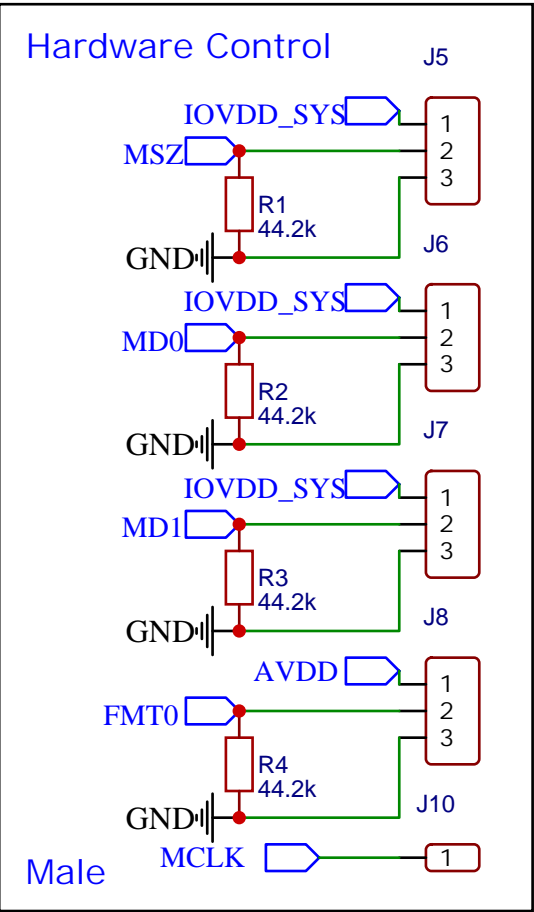 Hardware Control
J5
IOVDD_SYS
1
MSZ
2
3
R1
44.2k
GND
J6
IOVDD_SYS
1
MD0
2
3
R2
44.2k
GND
J7
IOVDD_SYS
1
MD1
2
3
R3
44.2k
GND
J8
AVDD
1
FMT0
2
3
R4
44.2k
GND
J10
MCLK
1
Male